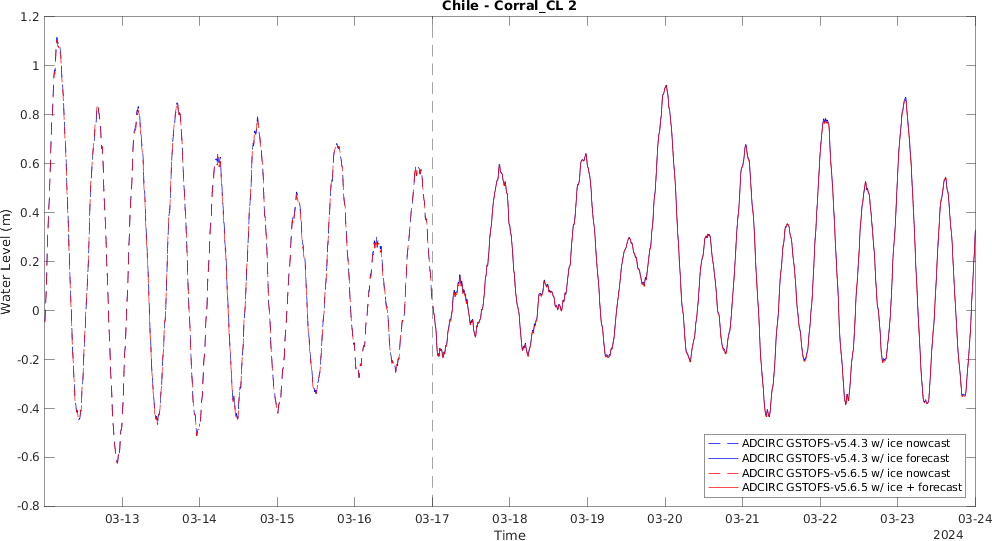 Chile - Corral_CL 2
1.2
1
0.8
0.6
0.4
0.2
0
-0.2
-0.4
-0.6
-0.8
Water Level (m)
ADCIRC GSTOFS-v5.4.3 w/ ice nowcast
ADCIRC GSTOFS-v5.4.3 w/ ice forecast
ADCIRC GSTOFS-v5.6.5 w/ ice nowcast
ADCIRC GSTOFS-v5.6.5 w/ ice + forecast
03-13 03-14 03-15 03-16 03-17 03-18 03-19 03-20 03-21 03-22 03-23 03-24
Time
2024